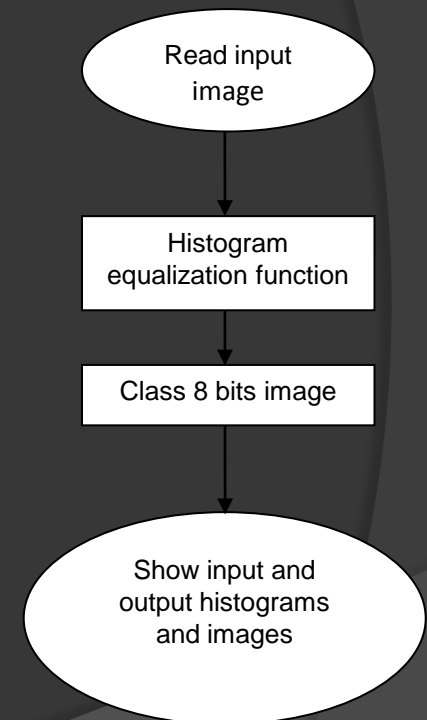 Read input
image
Histogram
equalization function
Class 8 bits image
Show input and
output histograms
and images